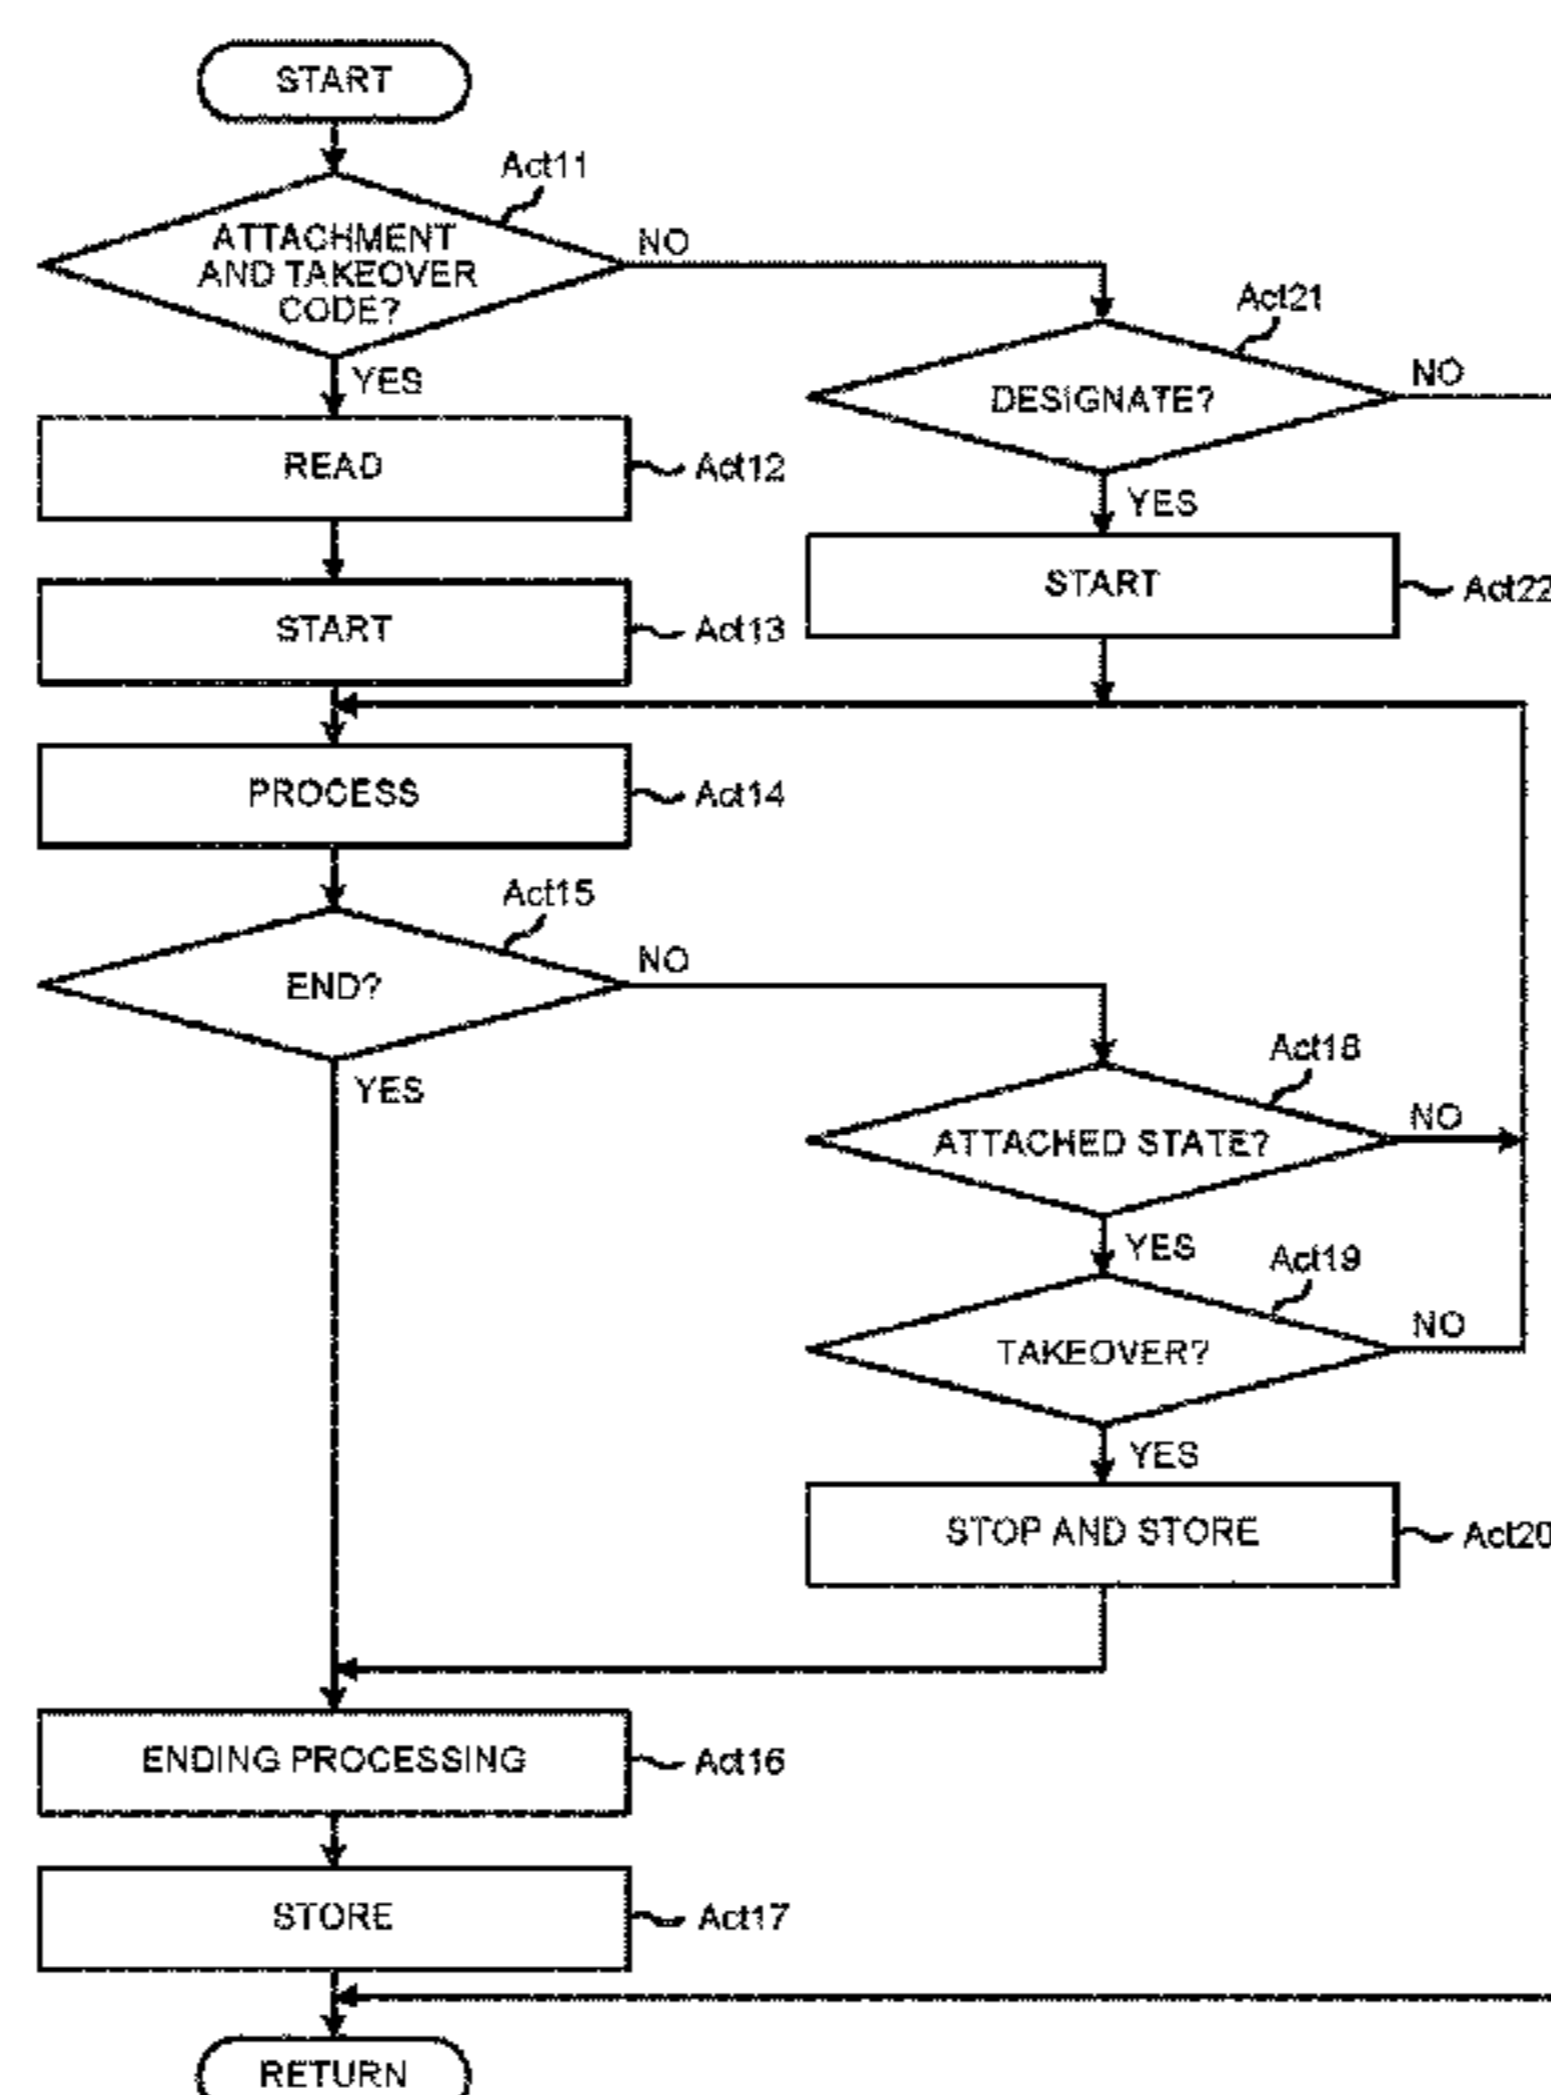 START
Act11
ATTACHMENT
AND TAKEOVER
CODE?
NO
YES
Act21
DESIGNATE?
NO
YES
READ
Act12
START
Act22
START
Act13
PROCESS
Act14
Act15
END?
NO
YES
Act18
ATTACHED STATE?
NO
YES
Act19
TAKEOVER?
NO
YES
STOP AND STORE
Act20
ENDING PROCESSING
Act16
STORE
Act17
RETURN